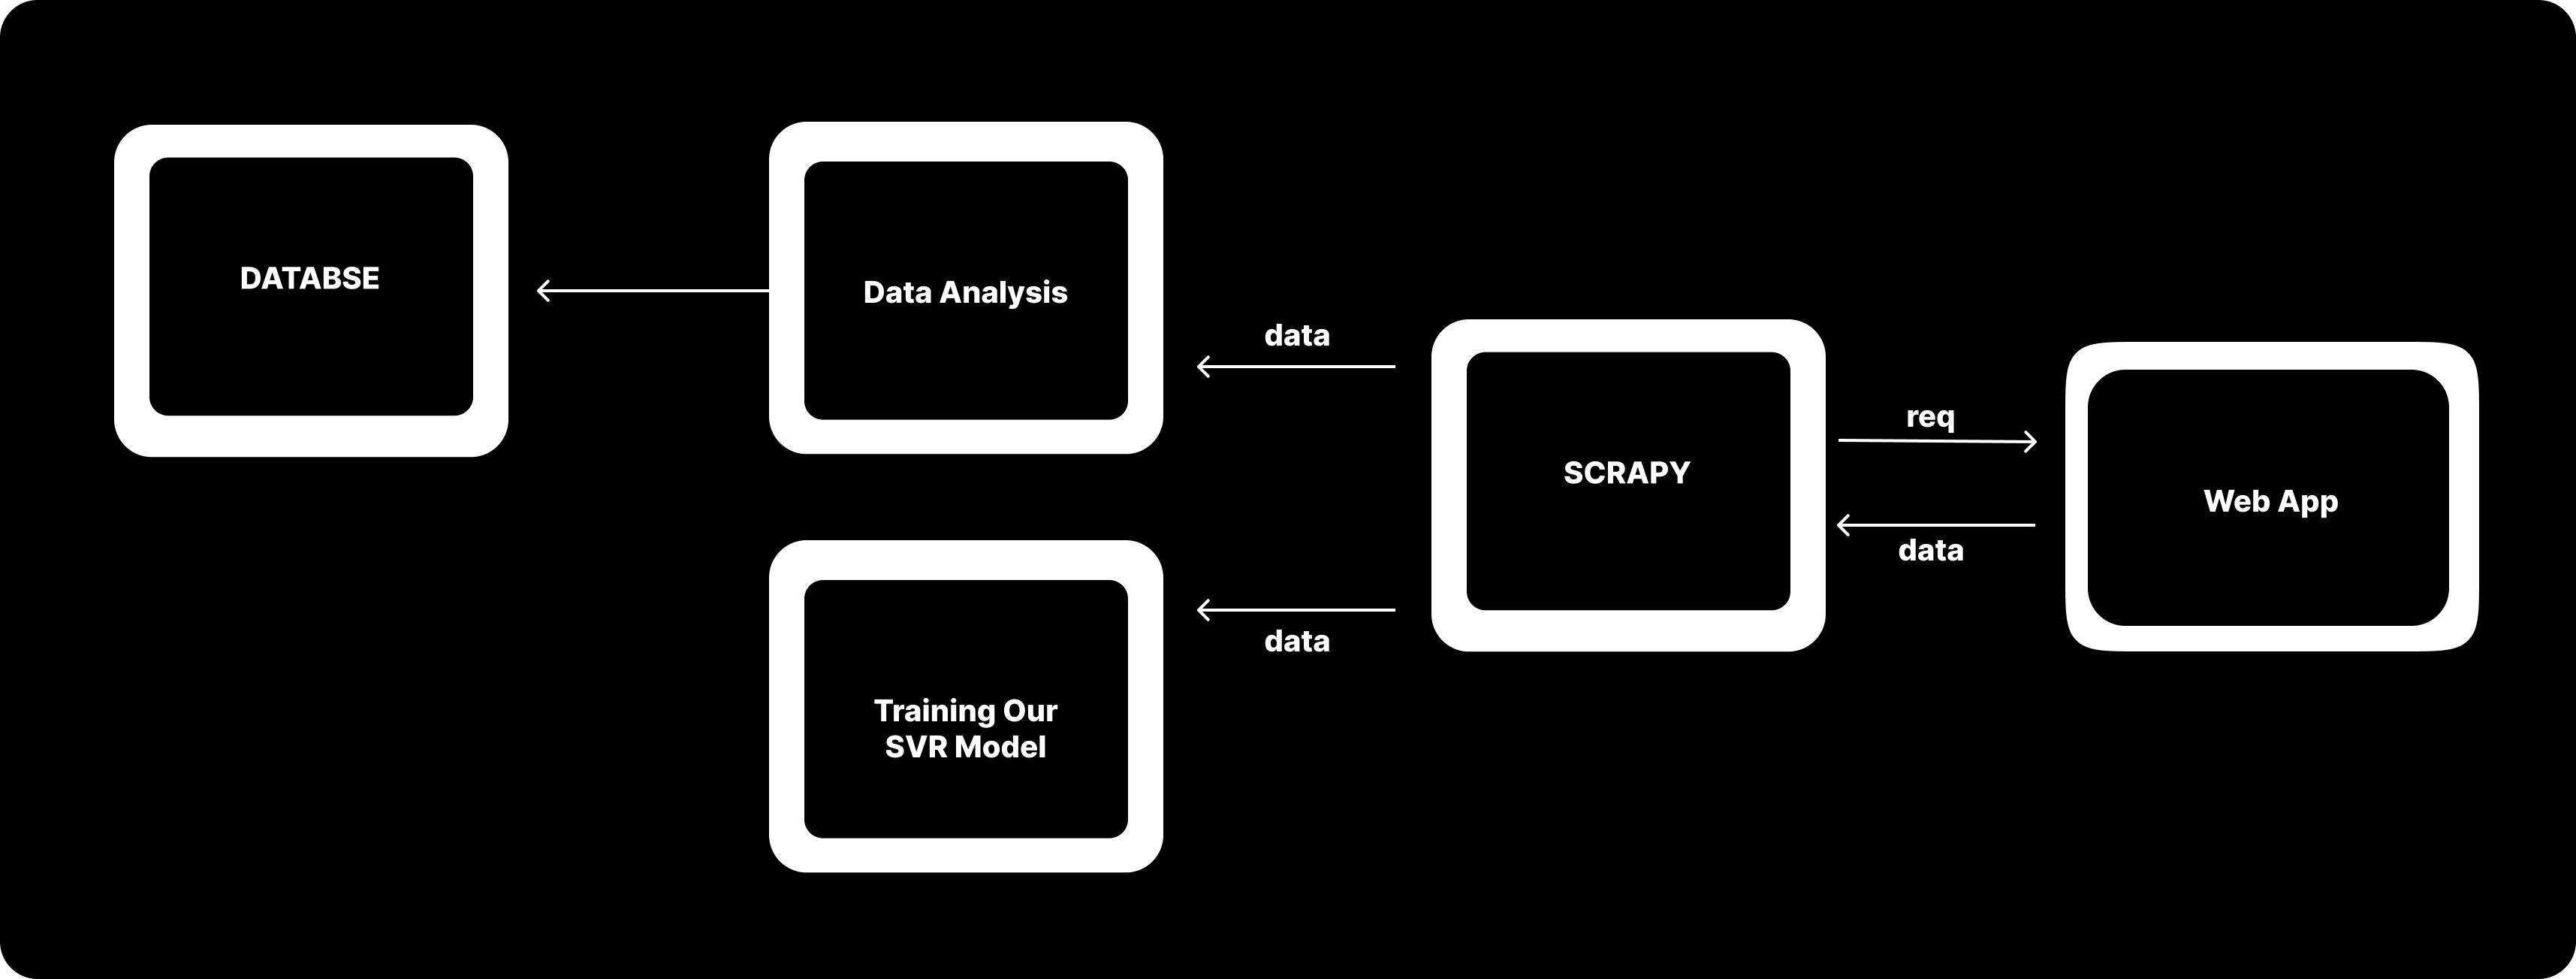 DATABSE
Data Analysis
data
SCRAPY
req
data
Web App
data
Training Our
SVR Model